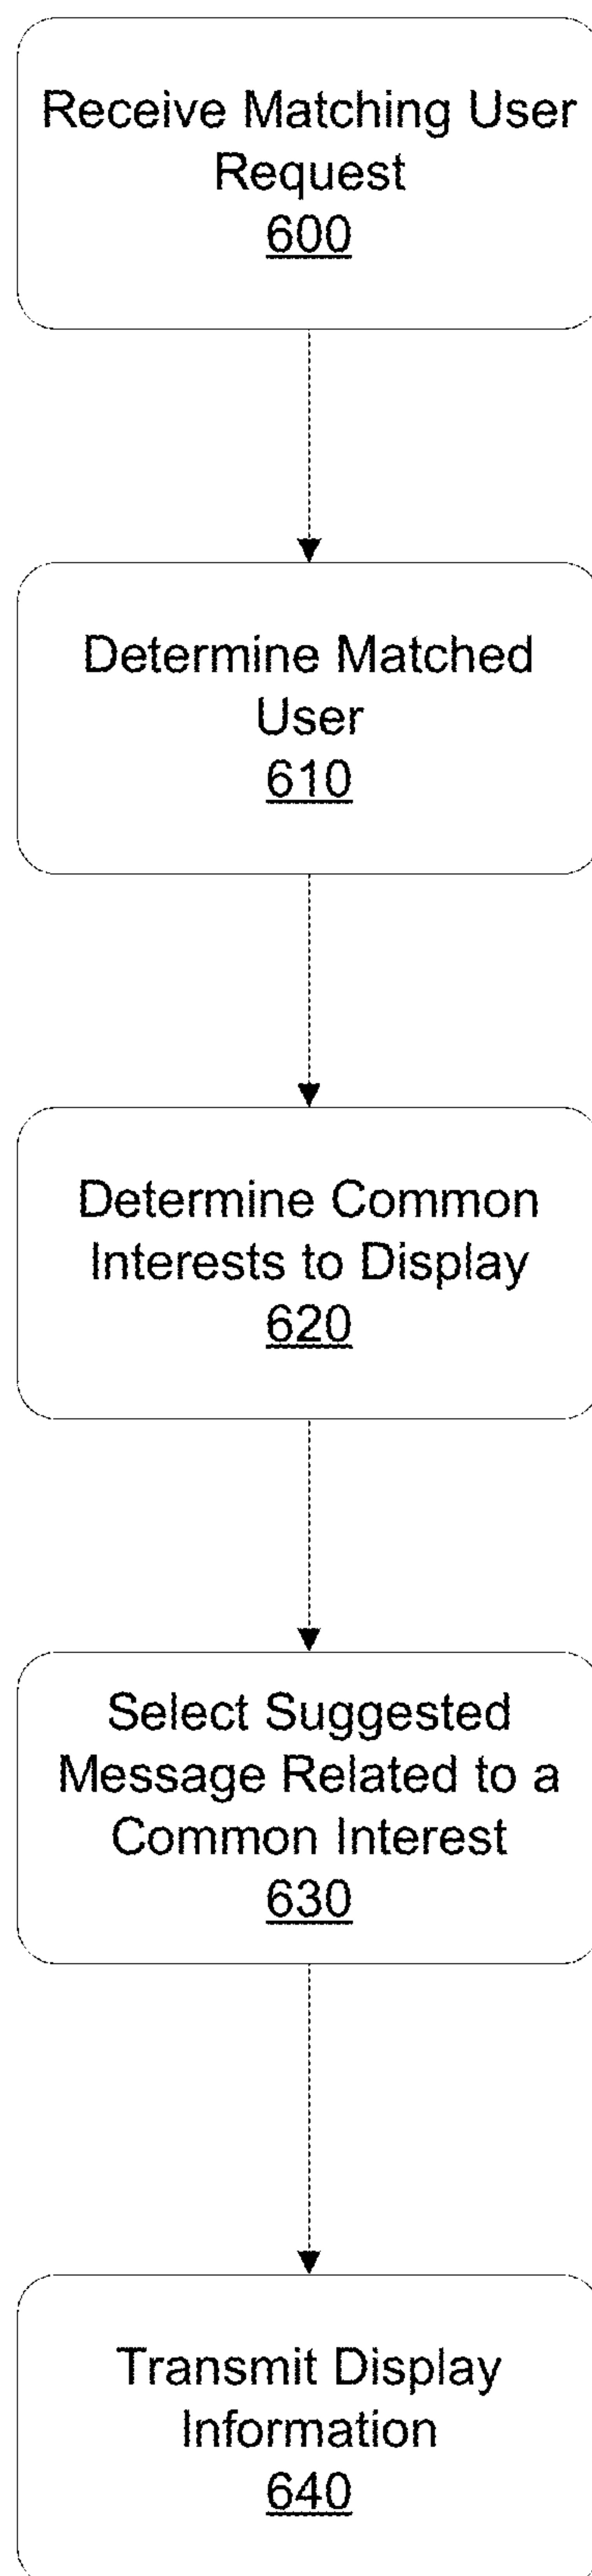 Receive Matching User
Request
600
Determine Matched
User
610
Determine Common
Interests to Display
620
Select Suggested
Message Related to a
Common Interest
630
Transmit Display
Information
640